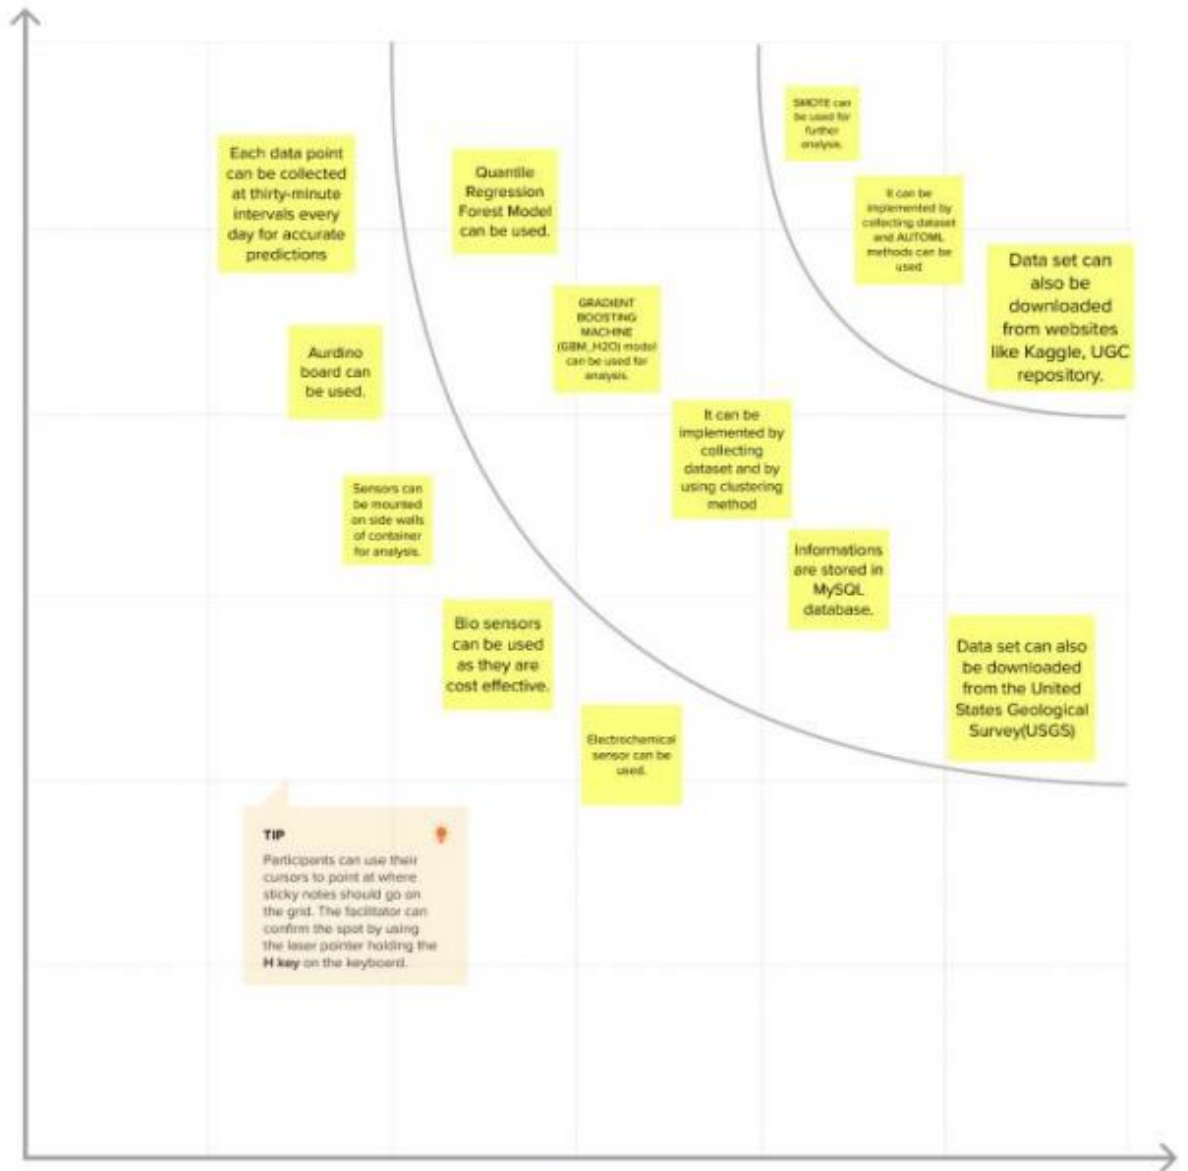 SMOTE can
be used for
further
analysis.
Each data point
can be collected
at thirty-minute
intervals every
day for accurate
predictions
Quantile
Regression
Forest Model
can be used.
It can be
implemented by
collecting dataset
and AUTOML
methods can be
used
Data set can
also be
downloaded
from websites
like Kaggle, UGC
repository.
GRADIENT
BOOSTING
MACHINE
(GBM_H2O) model
can be used for
analysis.
Aurdino
board can
be used.
It can be
implemented by
collecting
dataset and by
using clustering
method
Sensors can
be mounted
on side walls
of container
for analysis.
Informations
are stored in
MySQL
database.
Bio sensors
can be used
as they are
cost effective.
Data set can also
be downloaded
from the United
States Geological
Survey(USGS)
Electrochemical
sensor can be
used.
TIP
Participants can use their
cursors to point at where
sticky notes should go on
the grid. The facilitator can
confirm the spot by using
the laser pointer holding the
H key on the keyboard.